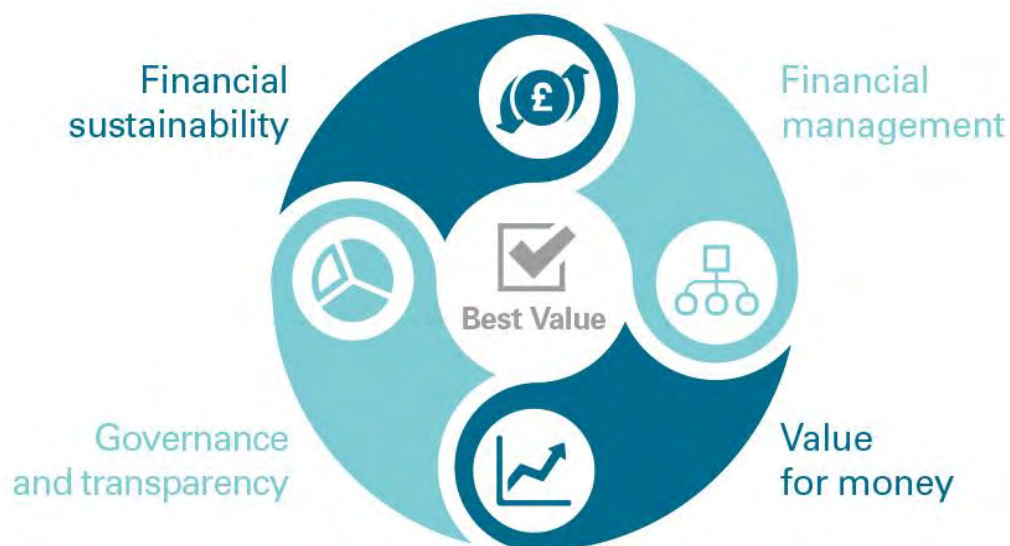 Financial
sustainability
Financial
management
£
Best Value
Governance
and transparency
Value
for money